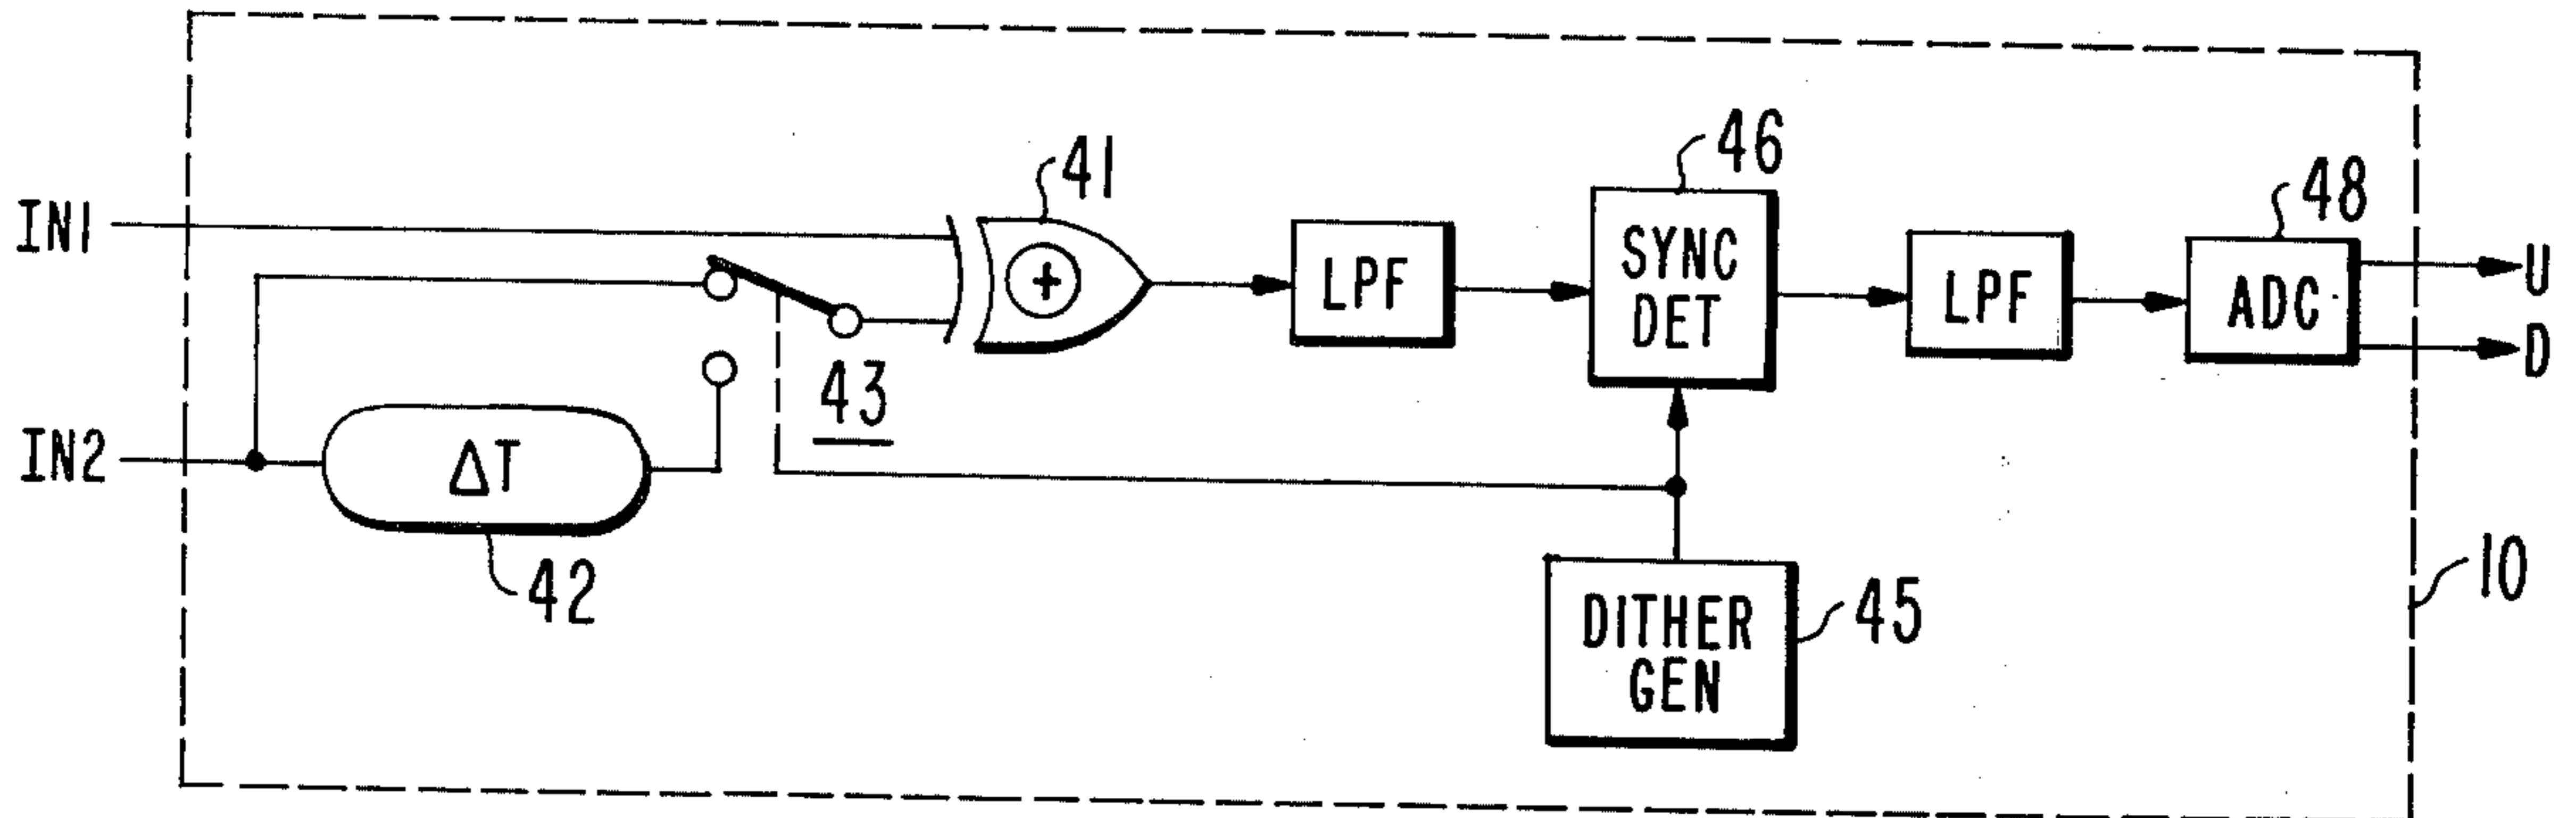 IN1
IN2
ΔT
42
43
41
+
LPF
46
SYNC
DET
LPF
48
ADC
U
D
DITHER
GEN
45
10